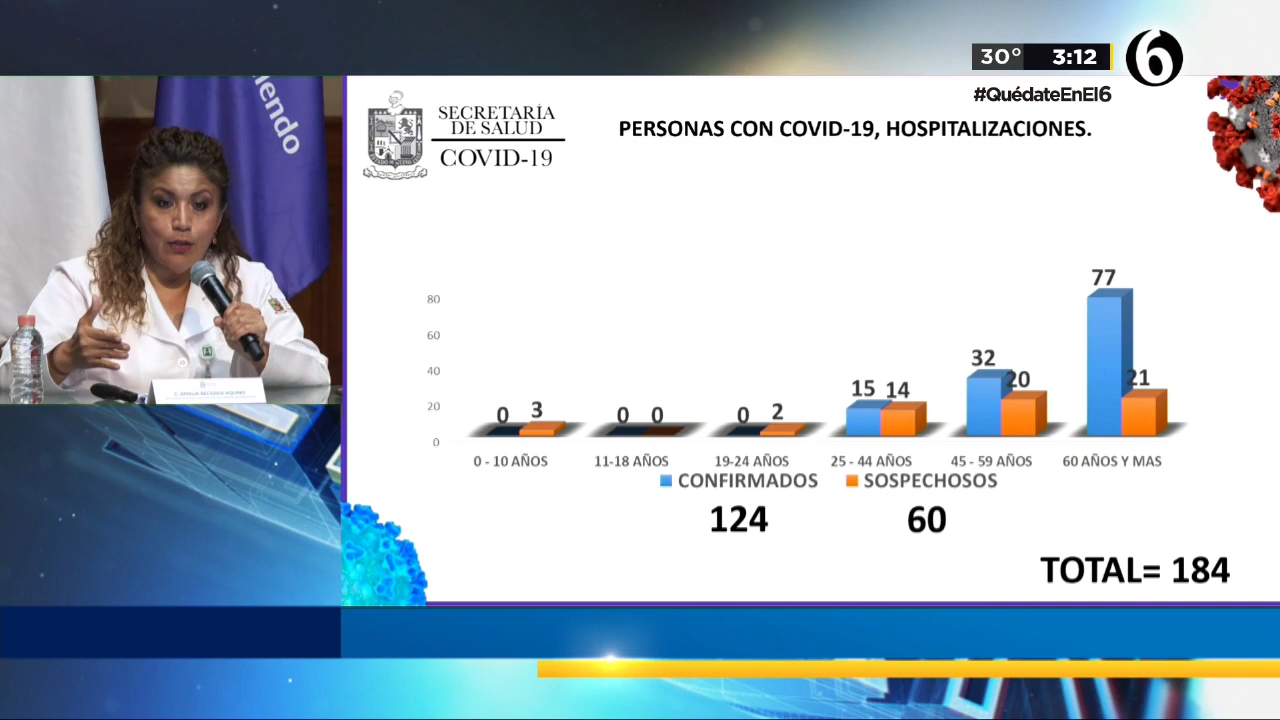 30°
3:12
6
#QuédateEnEl6
iendo
SECRETARÍA
DE SALUD
COVID-19
PERSONAS CON COVID-19, HOSPITALIZACIONES.
80
60
40
20
0
0
3
0
0
0
2
15
14
32
20
77
21
0 - 10 AÑOS
11-18 AÑOS
19-24 AÑOS
25 - 44 AÑOS
45 - 59 AÑOS
60 AÑOS Y MAS
CONFIRMADOS
SOSPECHOSOS
124
60
TOTAL= 184